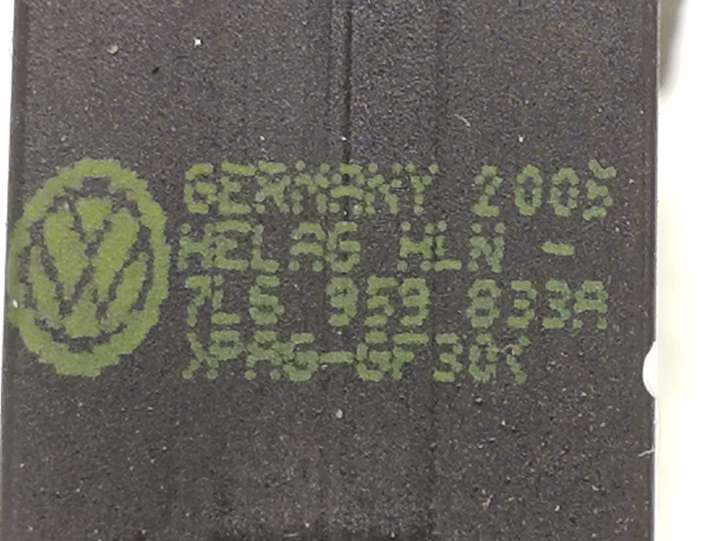 GERMANY 2005
HELAG HLN -
7L6 959 833A
>PA6-GF30<